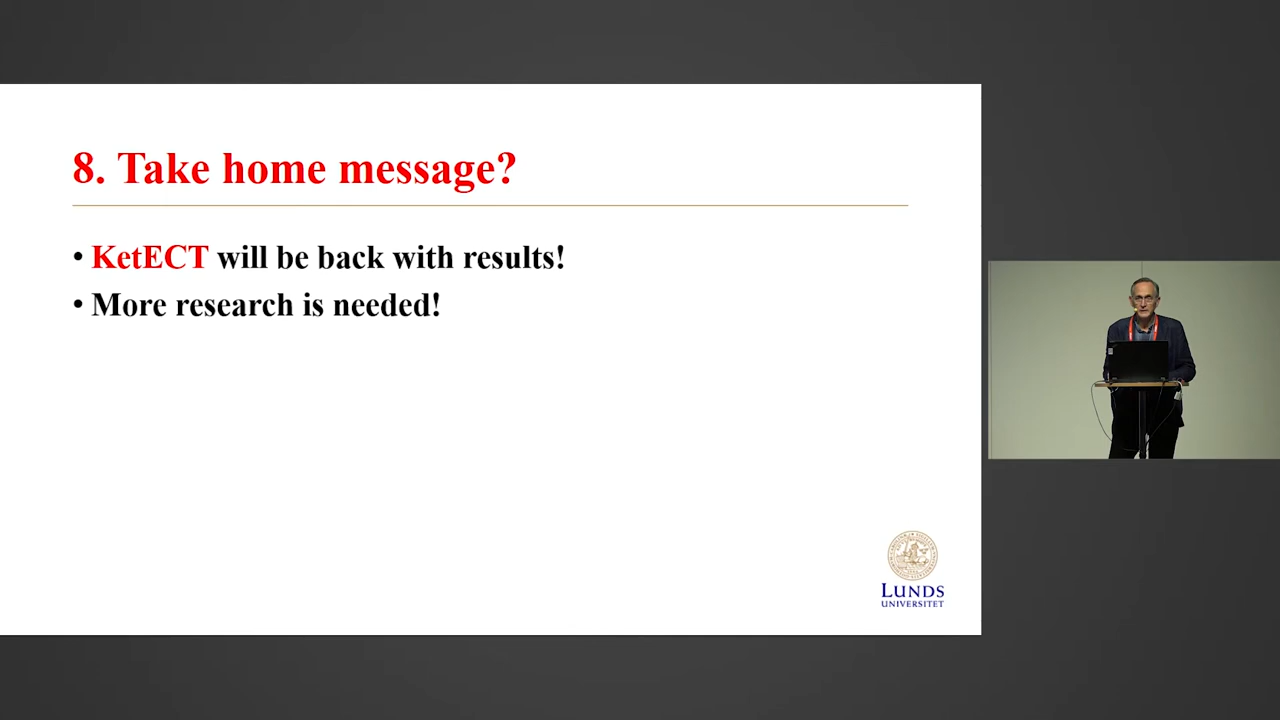 8. Take home message?
• KetECT will be back with results!
• More research is needed!
LUNDS
UNIVERSITET